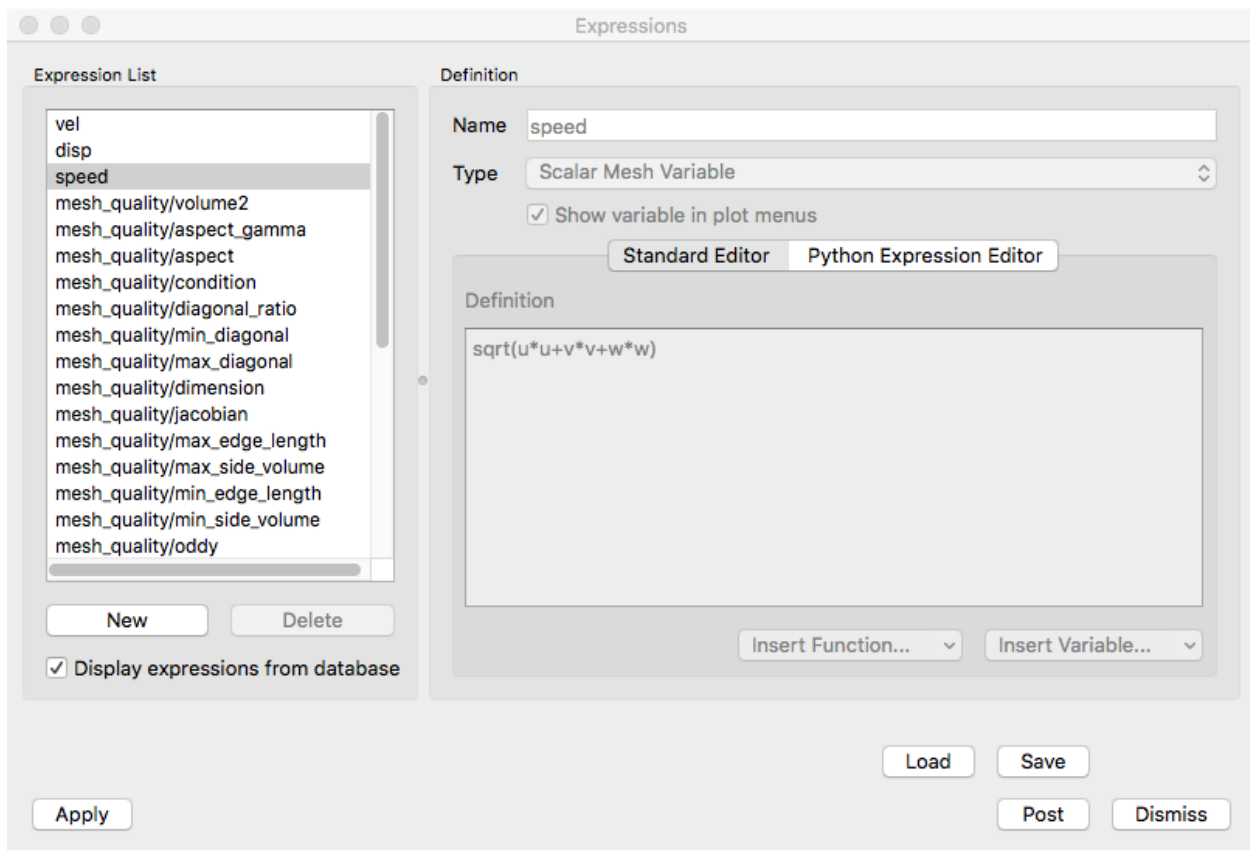 Expressions
Expression List
vel
disp
speed
mesh_quality/volume2
mesh_quality/aspect_gamma
mesh_quality/aspect
mesh_quality/condition
mesh_quality/diagonal_ratio
mesh_quality/min_diagonal
mesh_quality/max_diagonal
mesh_quality/dimension
mesh_quality/jacobian
mesh_quality/max_edge_length
mesh_quality/max_side_volume
mesh_quality/min_edge_length
mesh_quality/min_side_volume
mesh_quality/oddy
New Delete
Display expressions from database
Definition
Name speed
Type Scalar Mesh Variable
Show variable in plot menus
Standard Editor Python Expression Editor
Definition
sqrt(u*u+v*v+w*w)
Insert Function... Insert Variable...
Load Save
Apply Post Dismiss